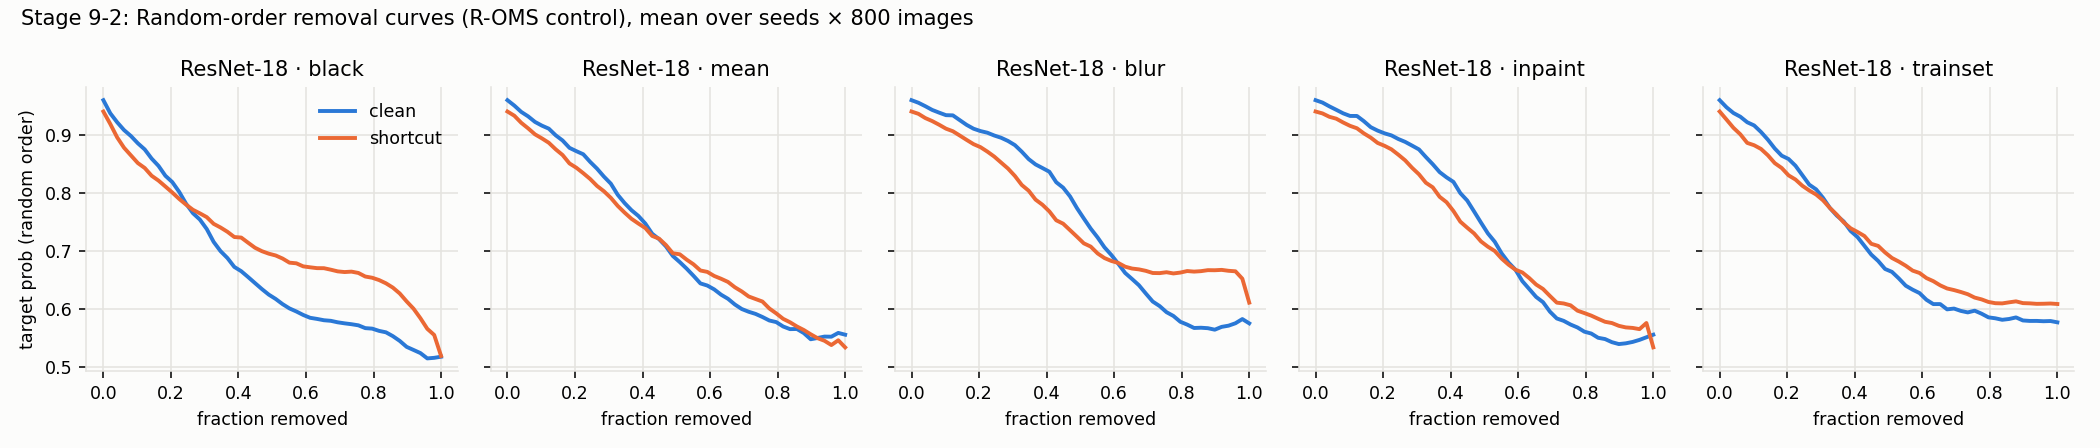 Stage 9-2: Random-order removal curves (R-OMS control), mean over seeds × 800 images
ResNet-18 · black
ResNet-18 · mean
ResNet-18 · blur
ResNet-18 · inpaint
ResNet-18 · trainset
clean
shortcut
target prob (random order)
0.9
0.8
0.7
0.6
0.5
0.0 0.2 0.4 0.6 0.8 1.0
0.0 0.2 0.4 0.6 0.8 1.0
0.0 0.2 0.4 0.6 0.8 1.0
0.0 0.2 0.4 0.6 0.8 1.0
0.0 0.2 0.4 0.6 0.8 1.0
fraction removed
fraction removed
fraction removed
fraction removed
fraction removed